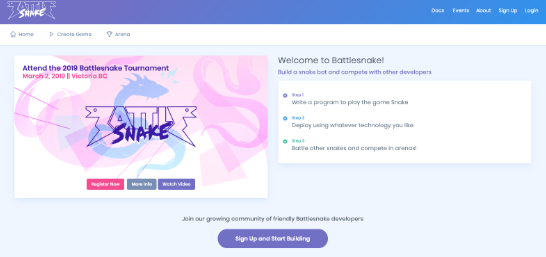 BATTLE SNAKE
Docs Events About Sign Up Login
Home Create Game Arena
Attend the 2019 Battlesnake Tournament
March 2, 2019 || Victoria BC
BATTLE SNAKE
Register Now More Info Watch Video
Welcome to Battlesnake!
Build a snake bot and compete with other developers
Step 1
Write a program to play the game Snake
Step 2
Deploy using whatever technology you like
Step 3
Battle other snakes and compete in arenas!
Join our growing community of friendly Battlesnake developers
Sign Up and Start Building